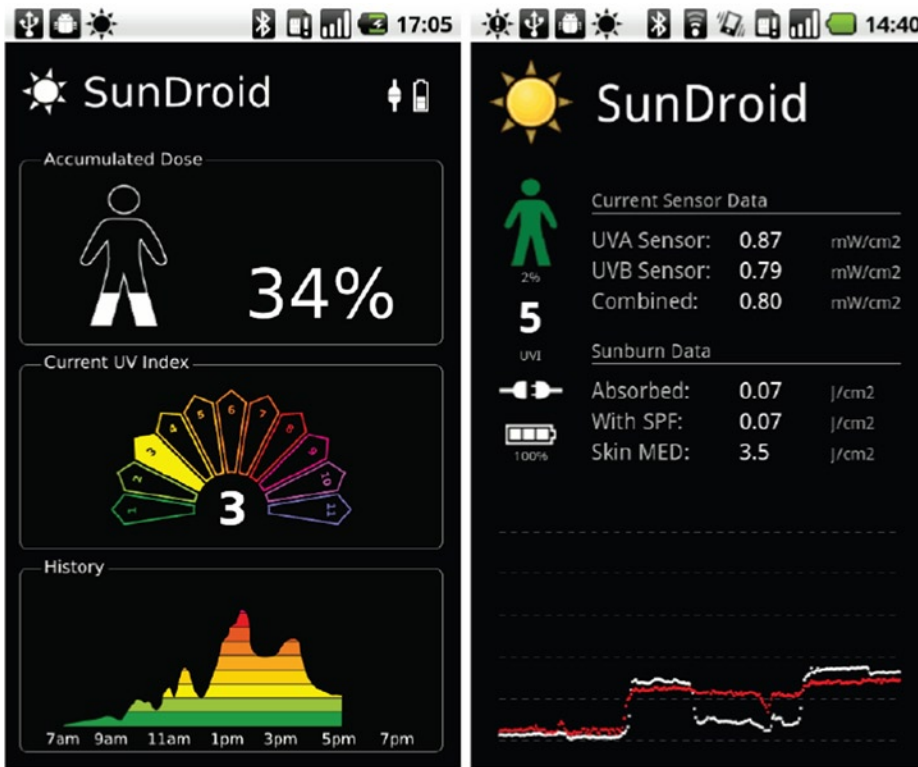 17:05
SunDroid
Accumulated Dose
34%
Current UV Index
1 2 3 4 5 6 7 8 9 10 11
3
History
7am 9am 11am 1pm 3pm 5pm 7pm
14:40
SunDroid
2%
5
UVI
100%
Current Sensor Data
UVA Sensor: 0.87 mW/cm2
UVB Sensor: 0.79 mW/cm2
Combined: 0.80 mW/cm2
Sunburn Data
Absorbed: 0.07 J/cm2
With SPF: 0.07 J/cm2
Skin MED: 3.5 J/cm2